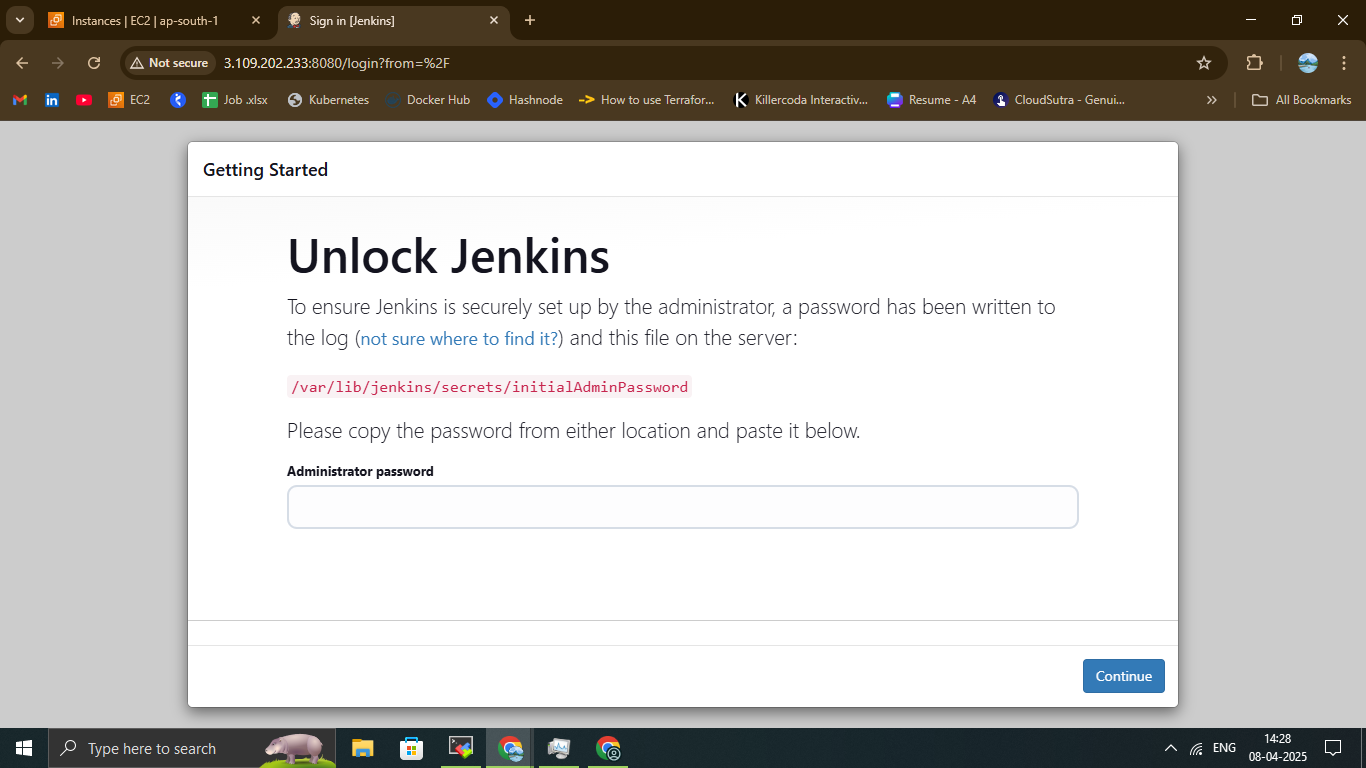 Instances | EC2 | ap-south-1
Sign in [Jenkins]
Not secure
3.109.202.233:8080/login?from=%2F
EC2
Job .xlsx
Kubernetes
Docker Hub
Hashnode
How to use Terrafor...
Killercoda Interactiv...
Resume - A4
CloudSutra - Genui...
All Bookmarks
Getting Started
Unlock Jenkins
To ensure Jenkins is securely set up by the administrator, a password has been written to
the log (not sure where to find it?) and this file on the server:
/var/lib/jenkins/secrets/initialAdminPassword
Please copy the password from either location and paste it below.
Administrator password
Continue
Type here to search
ENG
14:28
08-04-2025